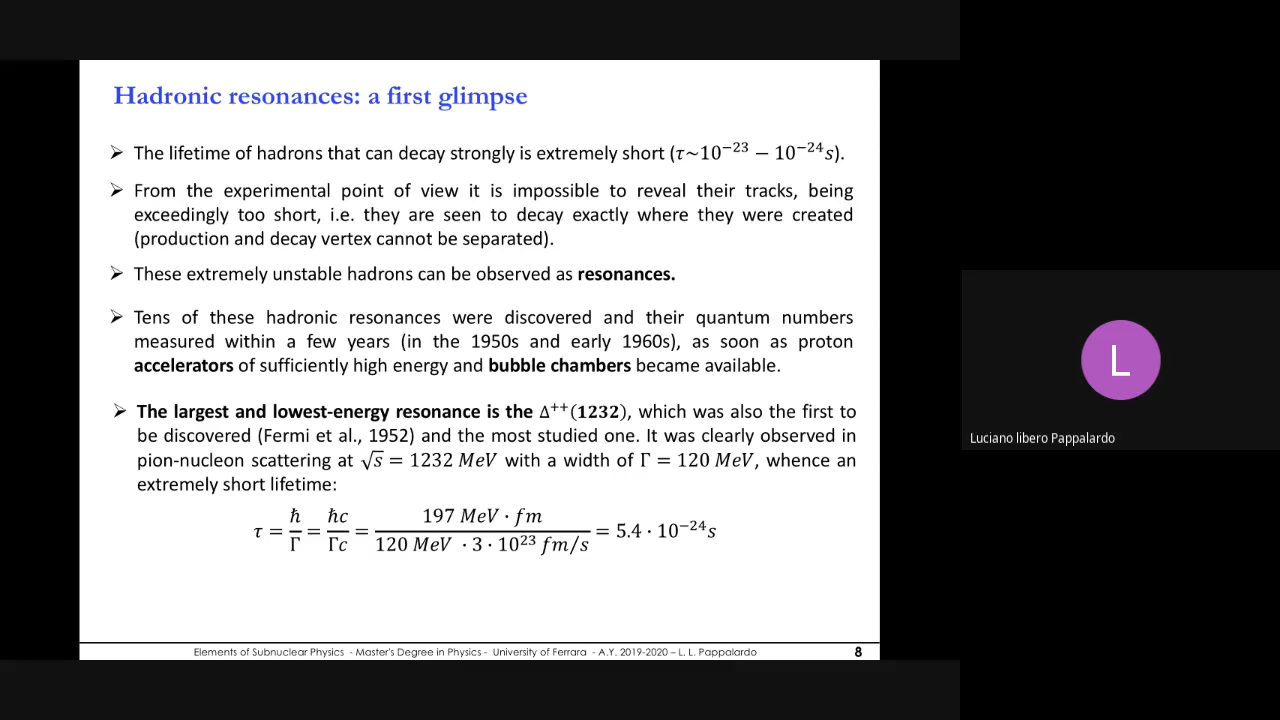 Hadronic resonances: a first glimpse
➢ The lifetime of hadrons that can decay strongly is extremely short (τ~10⁻²³ − 10⁻²⁴s).
➢ From the experimental point of view it is impossible to reveal their tracks, being
exceedingly too short, i.e. they are seen to decay exactly where they were created
(production and decay vertex cannot be separated).
➢ These extremely unstable hadrons can be observed as resonances.
➢ Tens of these hadronic resonances were discovered and their quantum numbers
measured within a few years (in the 1950s and early 1960s), as soon as proton
accelerators of sufficiently high energy and bubble chambers became available.
➢ The largest and lowest-energy resonance is the Δ⁺⁺(1232), which was also the first to
be discovered (Fermi et al., 1952) and the most studied one. It was clearly observed in
pion-nucleon scattering at √s = 1232 MeV with a width of Γ = 120 MeV, whence an
extremely short lifetime:
τ = ħ/Γ = ħc/Γc = 197 MeV · fm / 120 MeV · 3 · 10²³ fm/s = 5.4 · 10⁻²⁴s
Elements of Subnuclear Physics - Master's Degree in Physics - University of Ferrara - A.Y. 2019-2020 – L. L. Pappalardo 8
L
Luciano libero Pappalardo